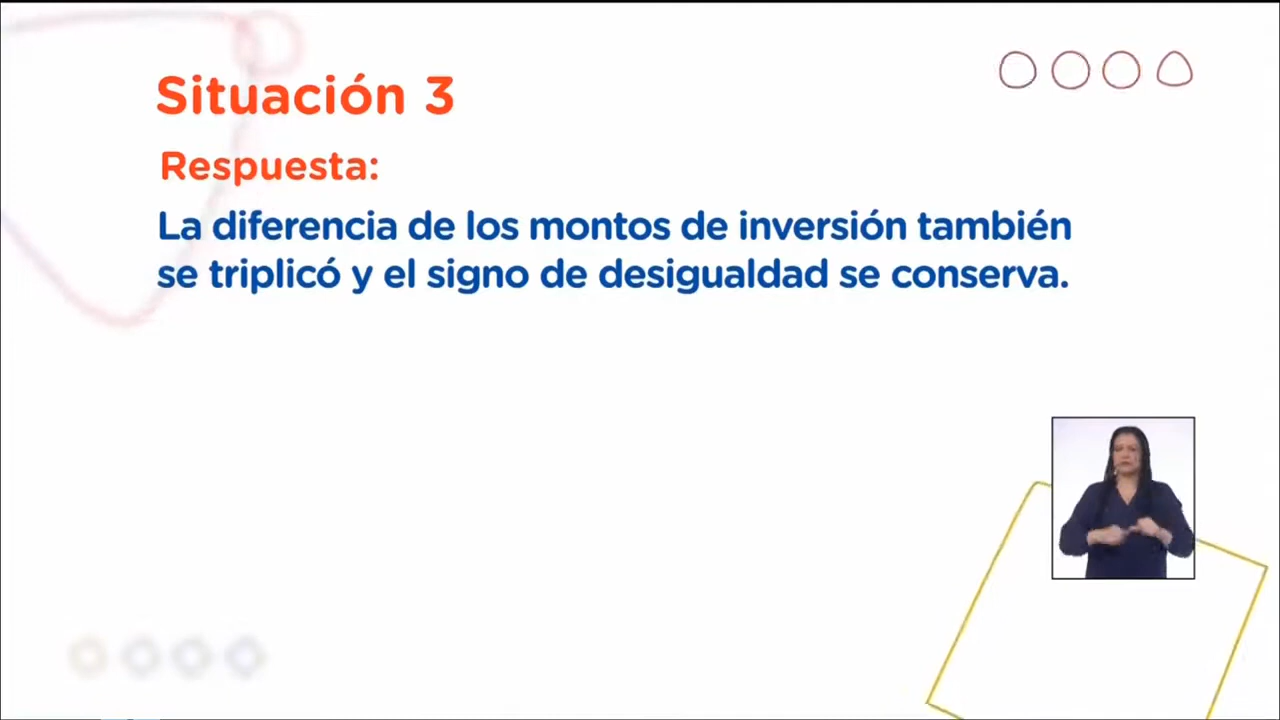 Situación 3
Respuesta:
La diferencia de los montos de inversión también
se triplicó y el signo de desigualdad se conserva.